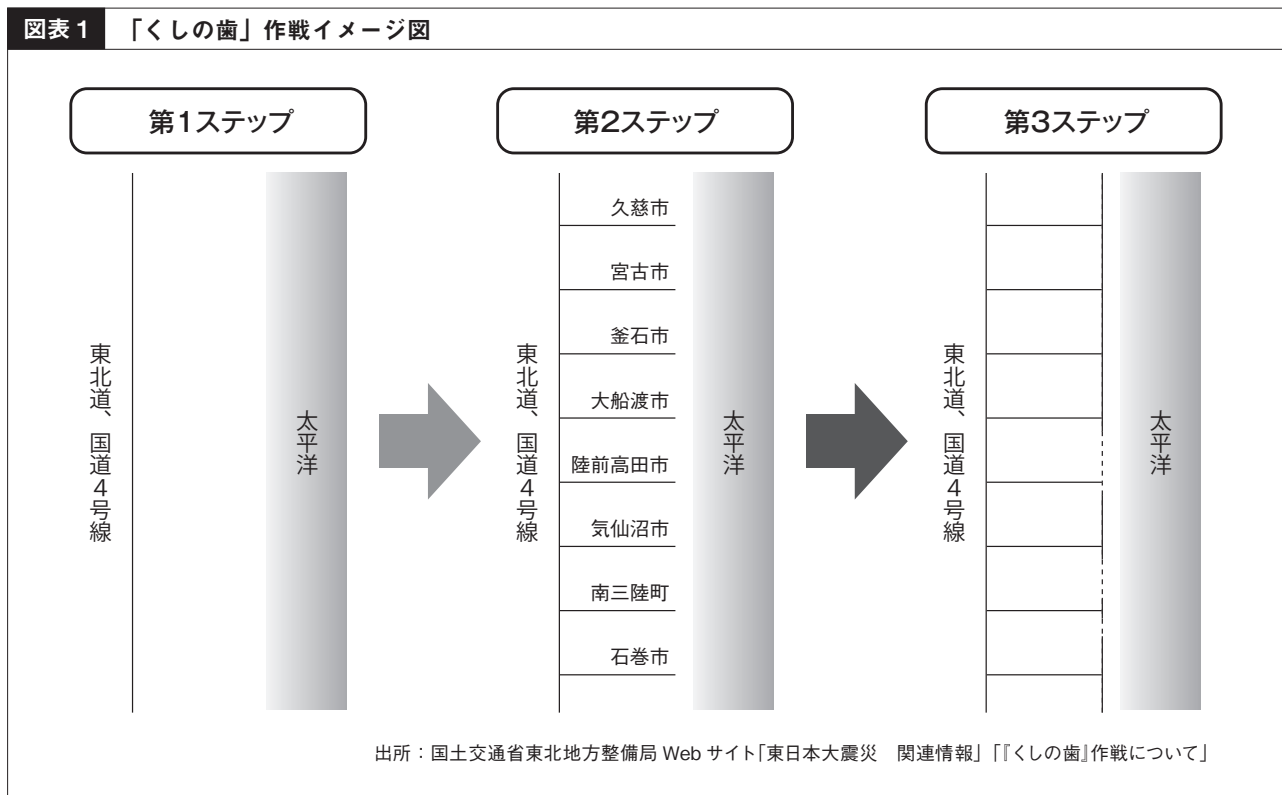 図表1 「くしの歯」作戦イメージ図
第1ステップ
東北道、国道4号線
太平洋
第2ステップ
東北道、国道4号線
久慈市
宮古市
釜石市
大船渡市
陸前高田市
気仙沼市
南三陸町
石巻市
太平洋
第3ステップ
東北道、国道4号線
太平洋
出所：国土交通省東北地方整備局 Web サイト「東日本大震災　関連情報」「『くしの歯』作戦について」